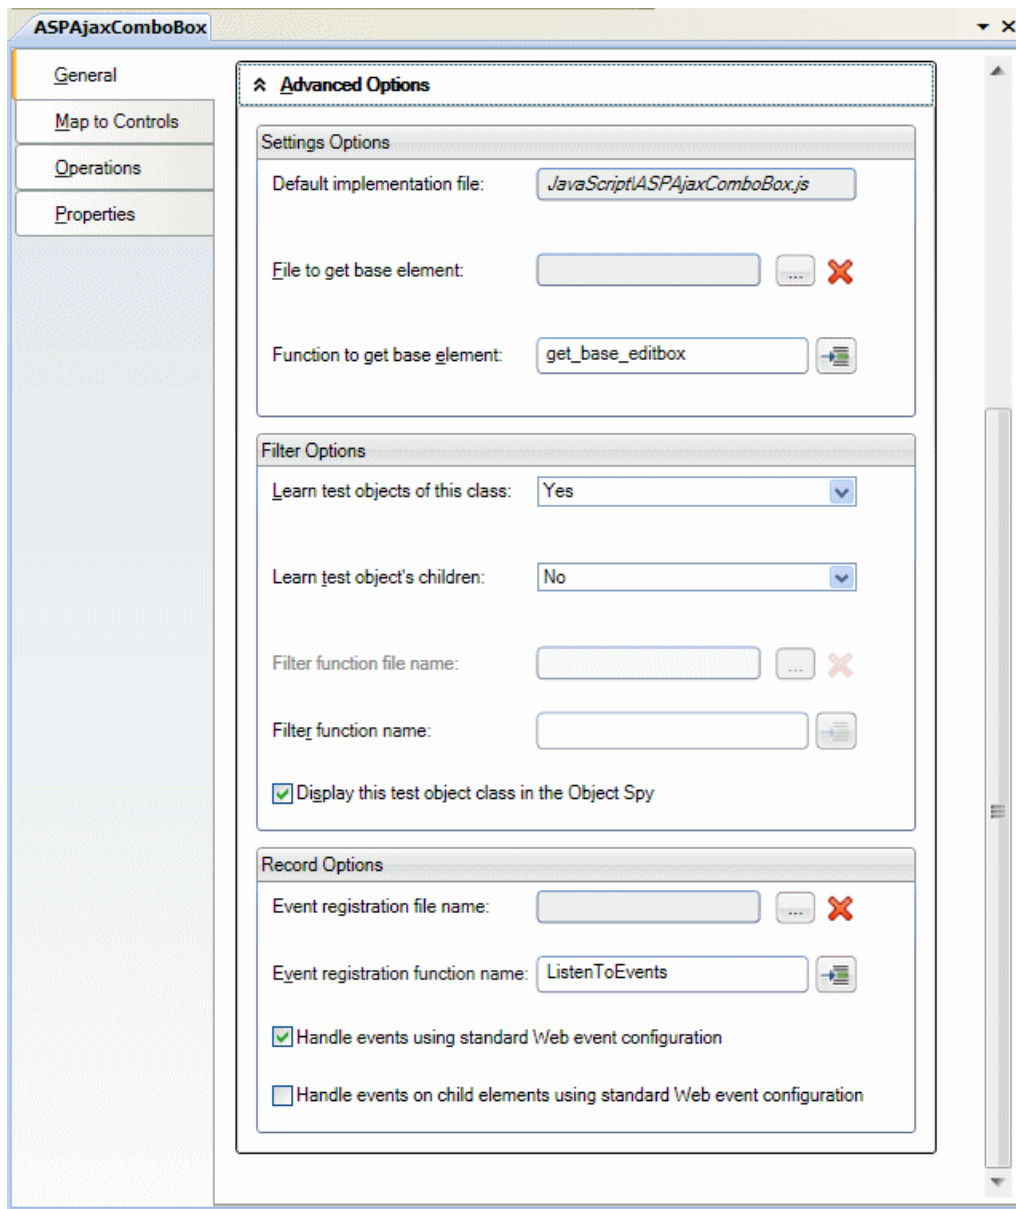 ASPAjaxComboBox
General
Map to Controls
Operations
Properties
Advanced Options
Settings Options
Default implementation file: JavaScript\ASPAjaxComboBox.js
File to get base element: ...
Function to get base element: get_base_editbox
Filter Options
Learn test objects of this class: Yes
Learn test object's children: No
Filter function file name: ...
Filter function name:
Display this test object class in the Object Spy
Record Options
Event registration file name: ...
Event registration function name: ListenToEvents
Handle events using standard Web event configuration
Handle events on child elements using standard Web event configuration